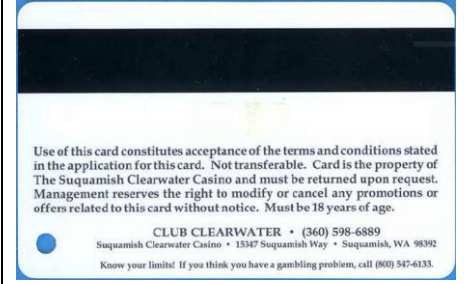 Use of this card constitutes acceptance of the terms and conditions stated
in the application for this card. Not transferable. Card is the property of
The Suquamish Clearwater Casino and must be returned upon request.
Management reserves the right to modify or cancel any promotions or
offers related to this card without notice. Must be 18 years of age.
CLUB CLEARWATER • (360) 598-6889
Suquamish Clearwater Casino • 15347 Suquamish Way • Suquamish, WA 98392
Know your limits! If you think you have a gambling problem, call (800) 547-6133.